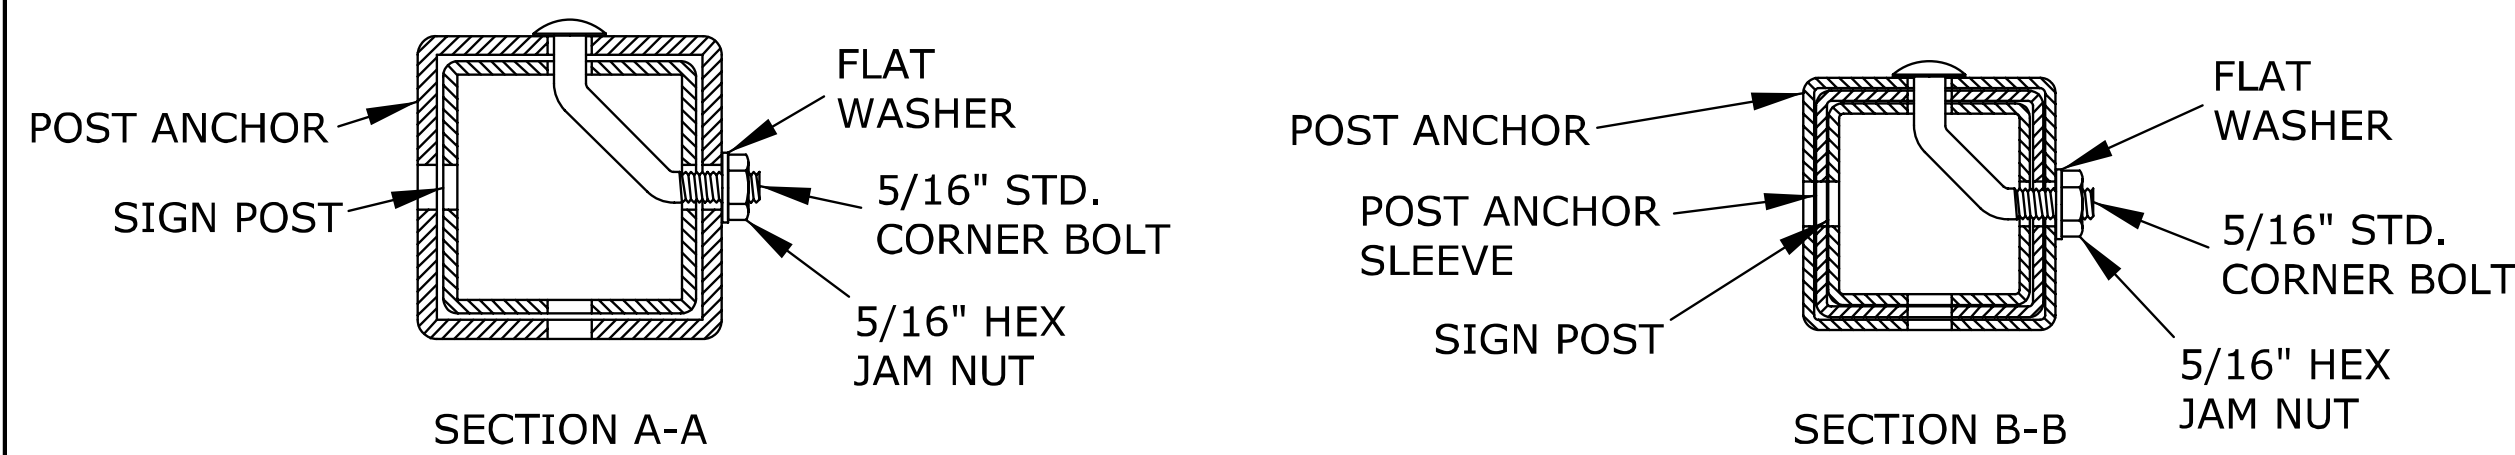 POST ANCHOR
SIGN POST
FLAT
WASHER
5/16" STD.
CORNER BOLT
5/16" HEX
JAM NUT
SECTION A-A
POST ANCHOR
POST ANCHOR
SLEEVE
SIGN POST
FLAT
WASHER
5/16" STD.
CORNER BOLT
5/16" HEX
JAM NUT
SECTION B-B